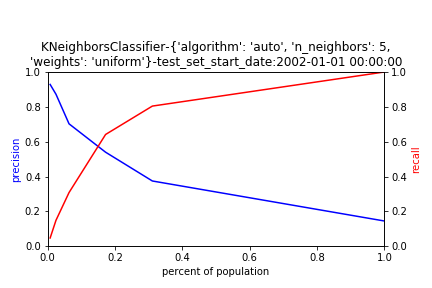 KNeighborsClassifier-{'algorithm': 'auto', 'n_neighbors': 5,
'weights': 'uniform'}-test_set_start_date:2002-01-01 00:00:00
1.0
0.8
0.6
0.4
0.2
0.0
precision
1.0
0.8
0.6
0.4
0.2
0.0
recall
0.0 0.2 0.4 0.6 0.8 1.0
percent of population